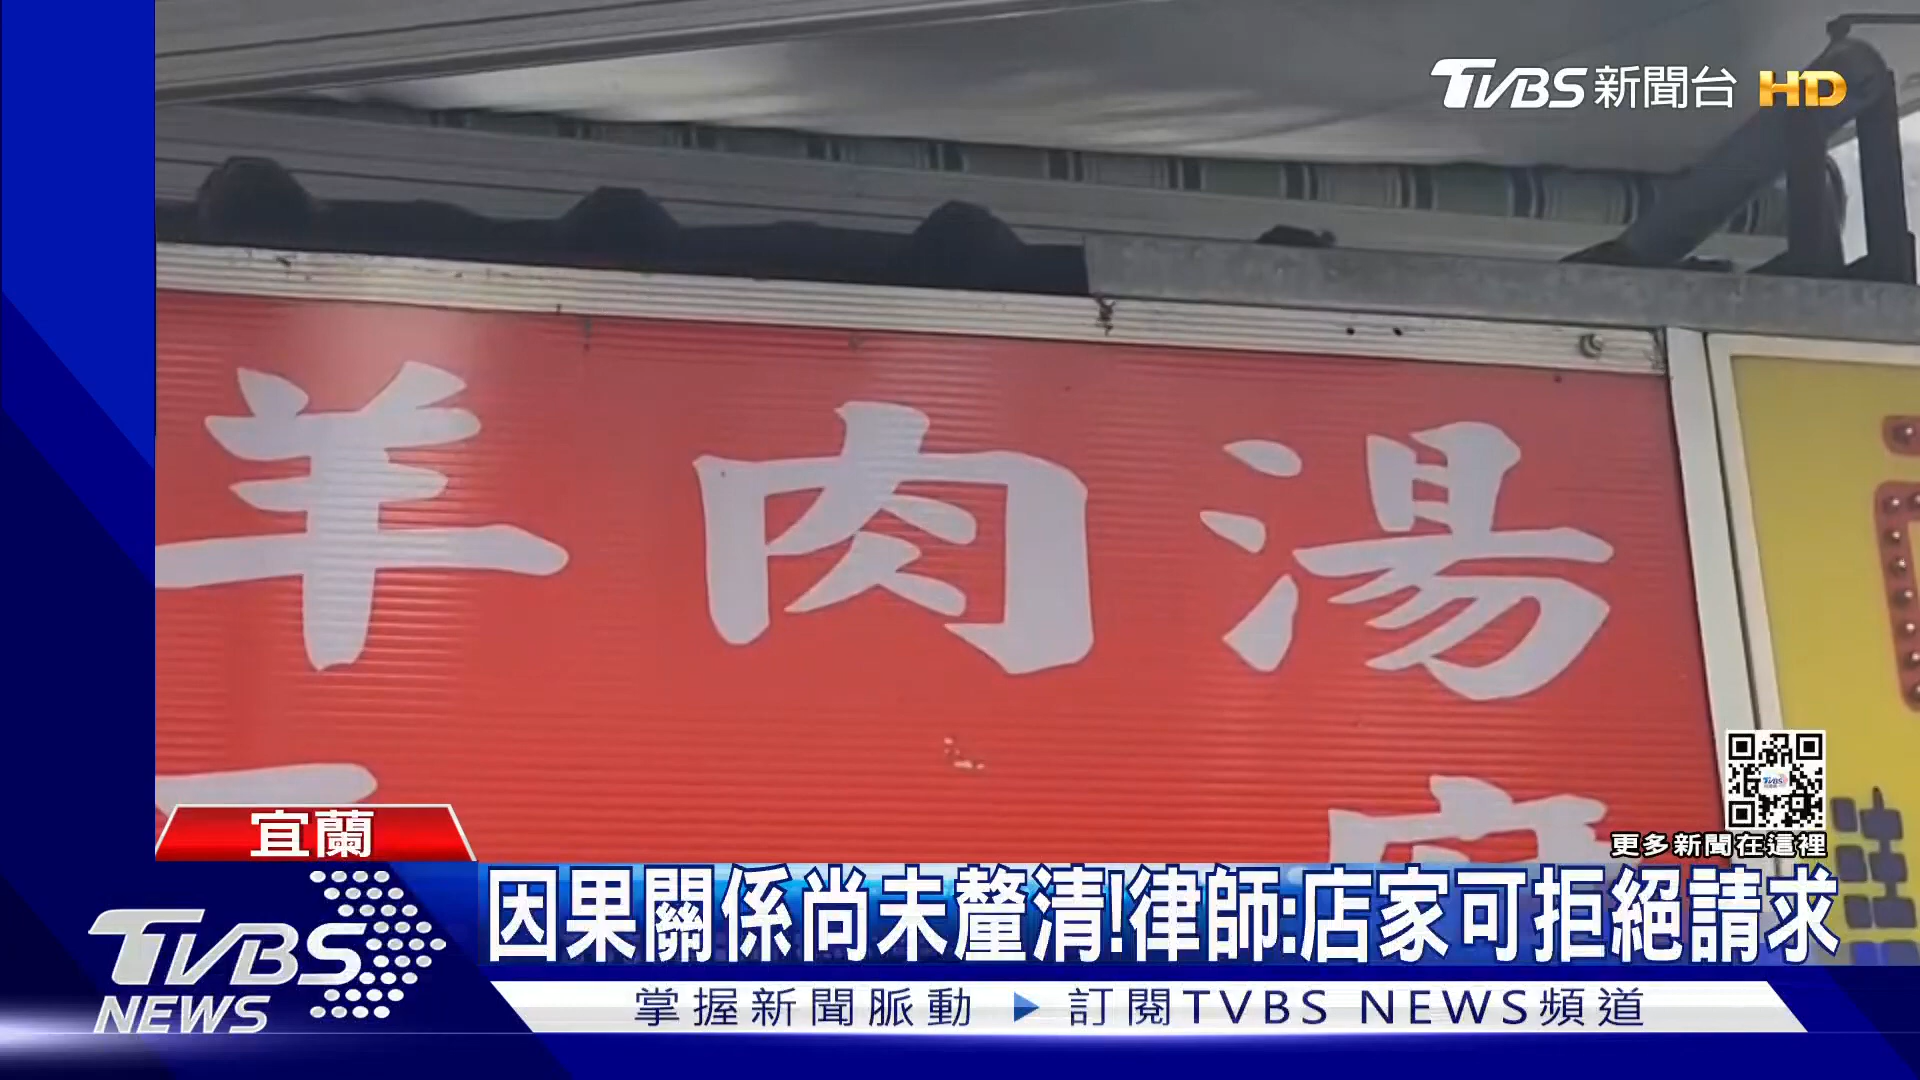 TVBS新聞台 HD
羊肉湯
更多新聞在這裡
宜蘭
因果關係尚未釐清!律師:店家可拒絕請求
TVBS NEWS
掌握新聞脈動 ▶ 訂閱TVBS NEWS頻道